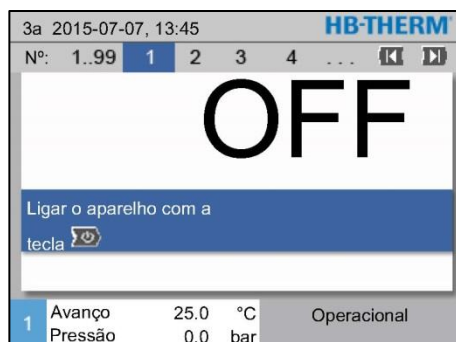 3a 2015-07-07, 13:45 HB-THERM
Nº: 1..99 1 2 3 4 ...
OFF
Ligar o aparelho com a
tecla
1 Avanço 25.0 °C Operacional
Pressão 0.0 bar